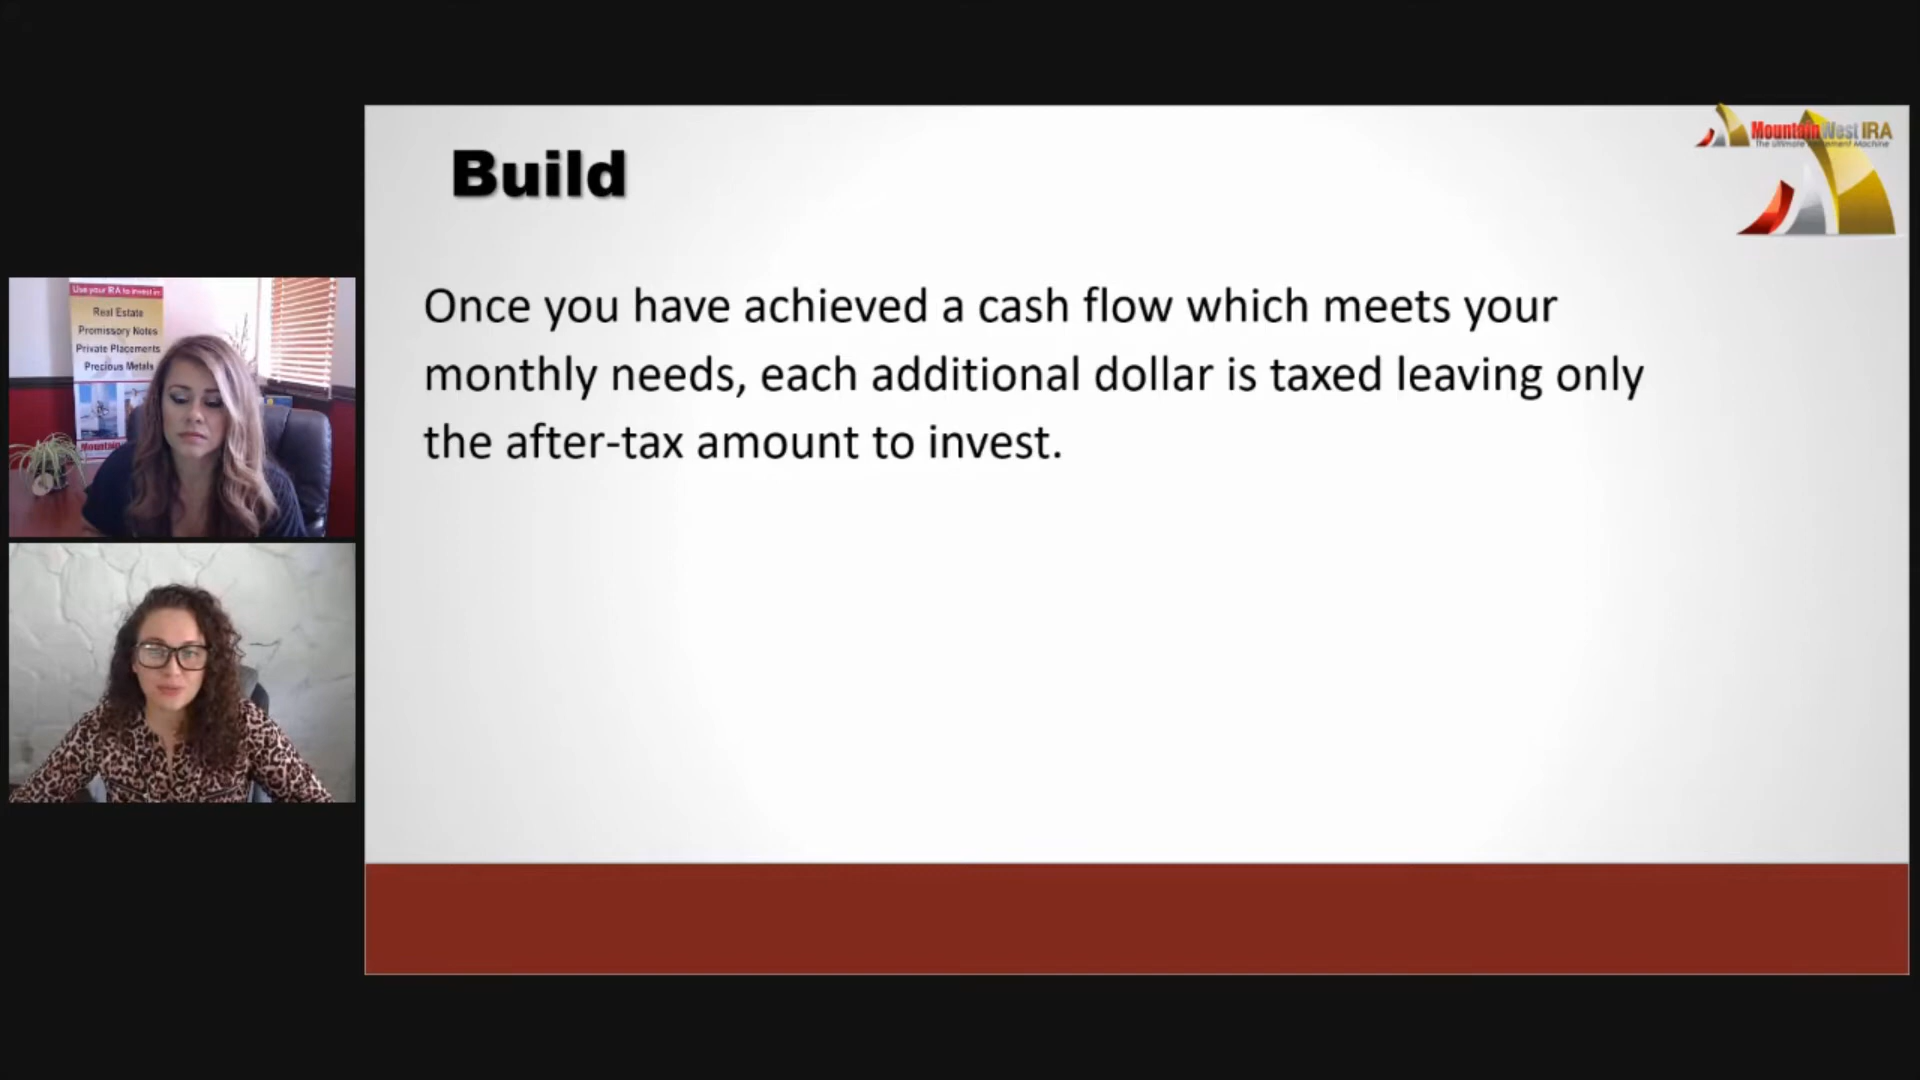 Build
MountainWest IRA
Once you have achieved a cash flow which meets your
monthly needs, each additional dollar is taxed leaving only
the after-tax amount to invest.
Use your IRA to invest in:
Real Estate
Promissory Notes
Private Placements
Precious Metals
Mountain